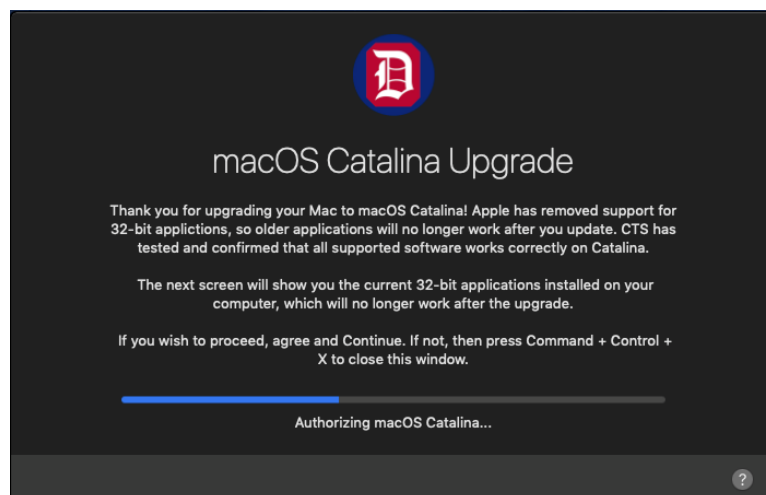 D
macOS Catalina Upgrade
Thank you for upgrading your Mac to macOS Catalina! Apple has removed support for
32-bit applictions, so older applications will no longer work after you update. CTS has
tested and confirmed that all supported software works correctly on Catalina.
The next screen will show you the current 32-bit applications installed on your
computer, which will no longer work after the upgrade.
If you wish to proceed, agree and Continue. If not, then press Command + Control +
X to close this window.
Authorizing macOS Catalina...
?